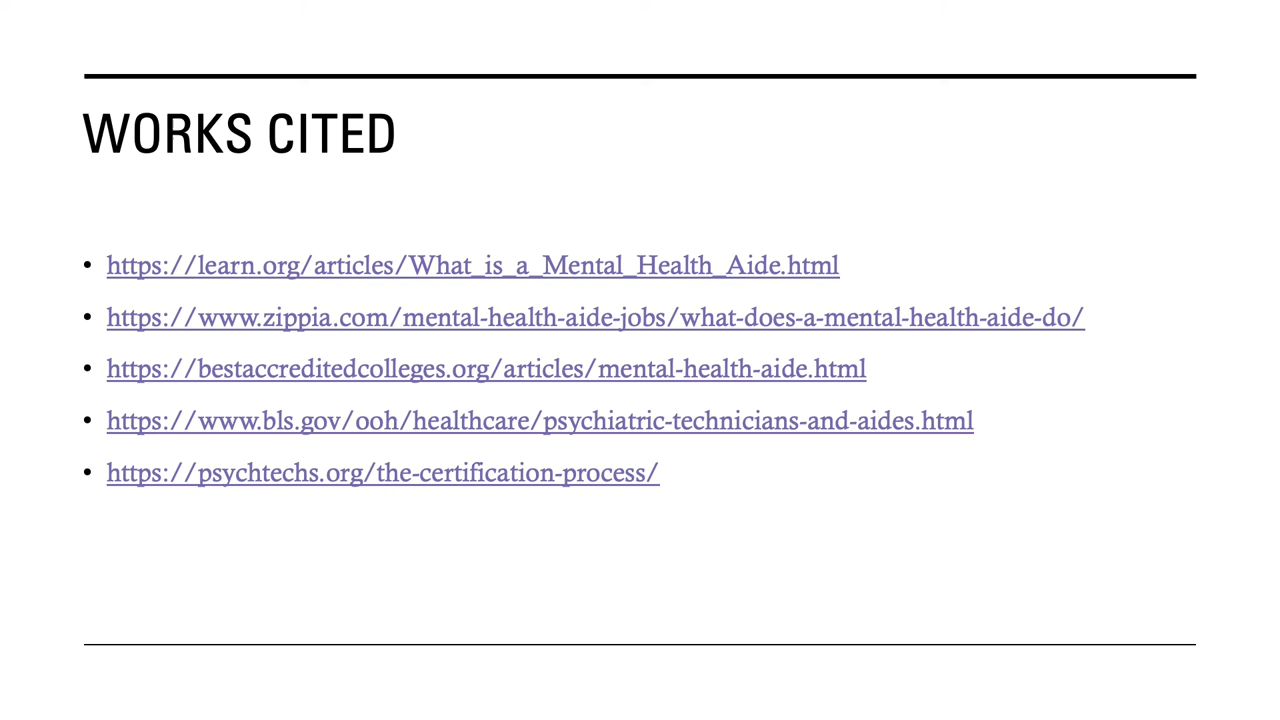 WORKS CITED
• https://learn.org/articles/What_is_a_Mental_Health_Aide.html
• https://www.zippia.com/mental-health-aide-jobs/what-does-a-mental-health-aide-do/
• https://bestaccreditedcolleges.org/articles/mental-health-aide.html
• https://www.bls.gov/ooh/healthcare/psychiatric-technicians-and-aides.html
• https://psychtechs.org/the-certification-process/